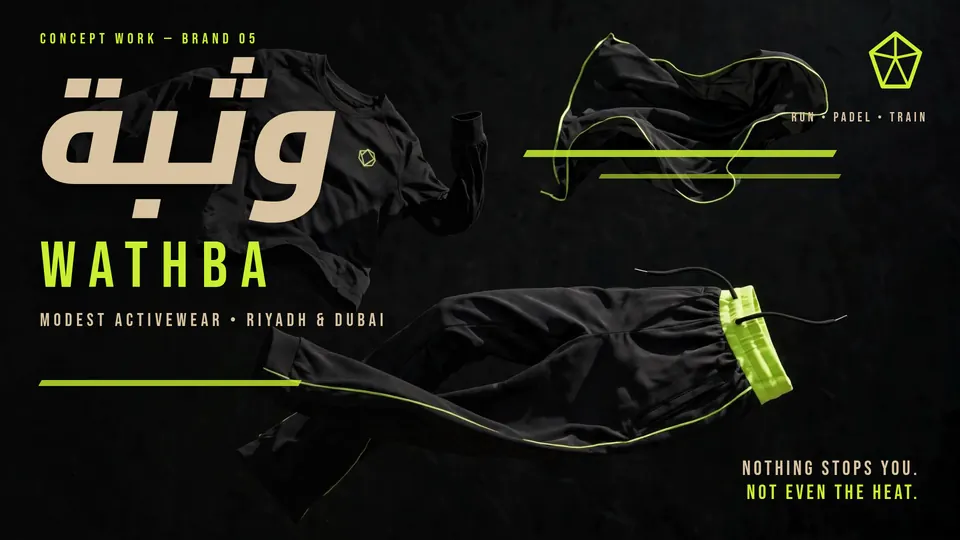 CONCEPT WORK – BRAND 05
وثبة
WATHBA
MODEST ACTIVEWEAR • RIYADH & DUBAI
RUN • PADEL • TRAIN
NOTHING STOPS YOU.
NOT EVEN THE HEAT.